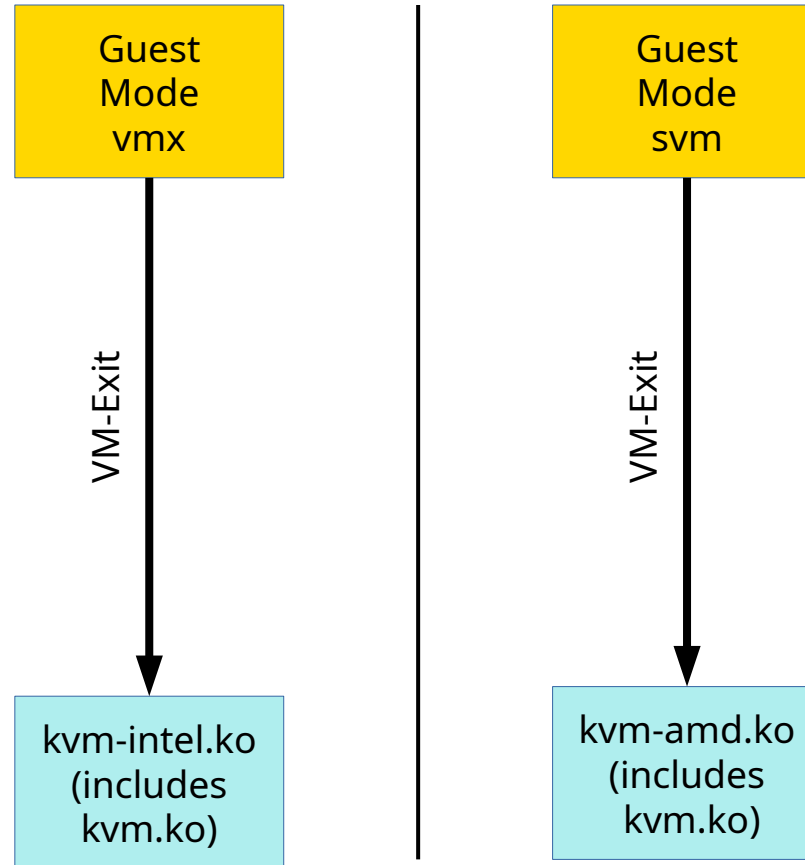 Guest
Mode
vmx
VM-Exit
kvm-intel.ko
(includes
kvm.ko)
Guest
Mode
svm
VM-Exit
kvm-amd.ko
(includes
kvm.ko)